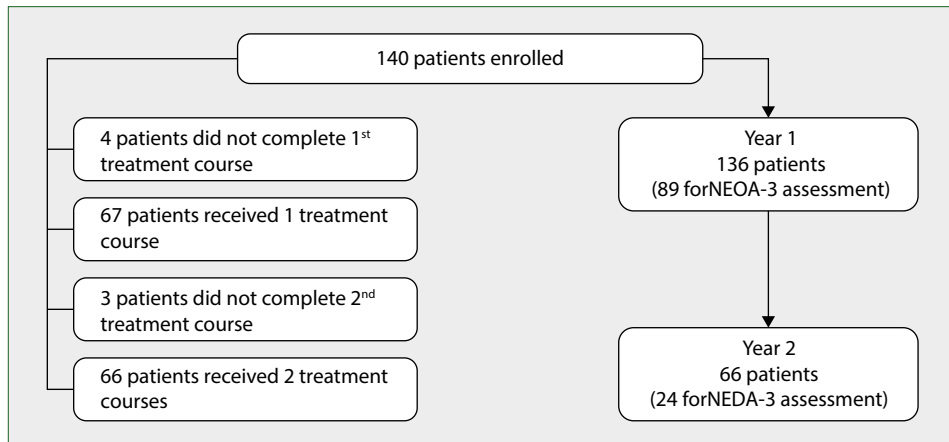 140 patients enrolled
4 patients did not complete 1st
treatment course
67 patients received 1 treatment
course
3 patients did not complete 2nd
treatment course
66 patients received 2 treatment
courses
Year 1
136 patients
(89 forNEOA-3 assessment)
Year 2
66 patients
(24 forNEDA-3 assessment)